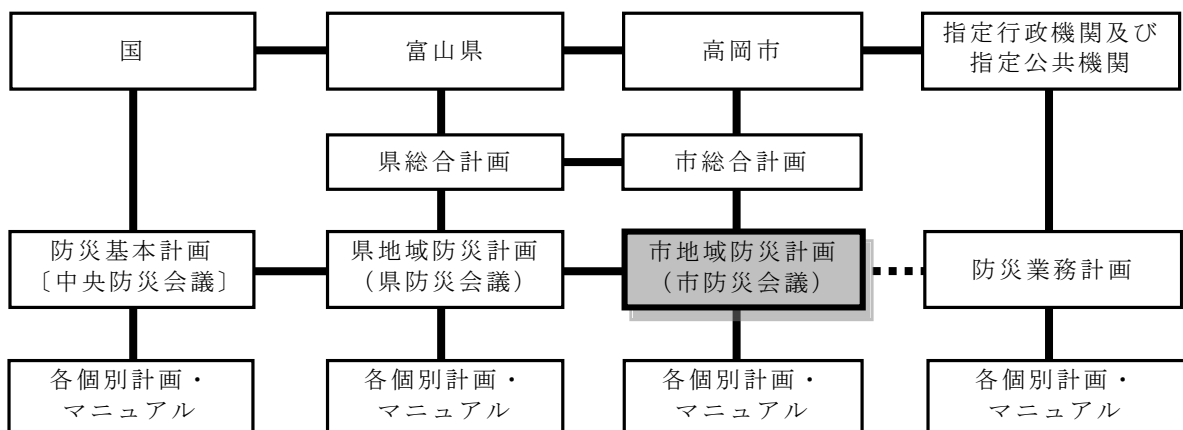 国
富山県
高岡市
指定行政機関及び
指定公共機関
県総合計画
市総合計画
防災基本計画
〔中央防災会議〕
県地域防災計画
（県防災会議）
市地域防災計画
（市防災会議）
防災業務計画
各個別計画・
マニュアル
各個別計画・
マニュアル
各個別計画・
マニュアル
各個別計画・
マニュアル